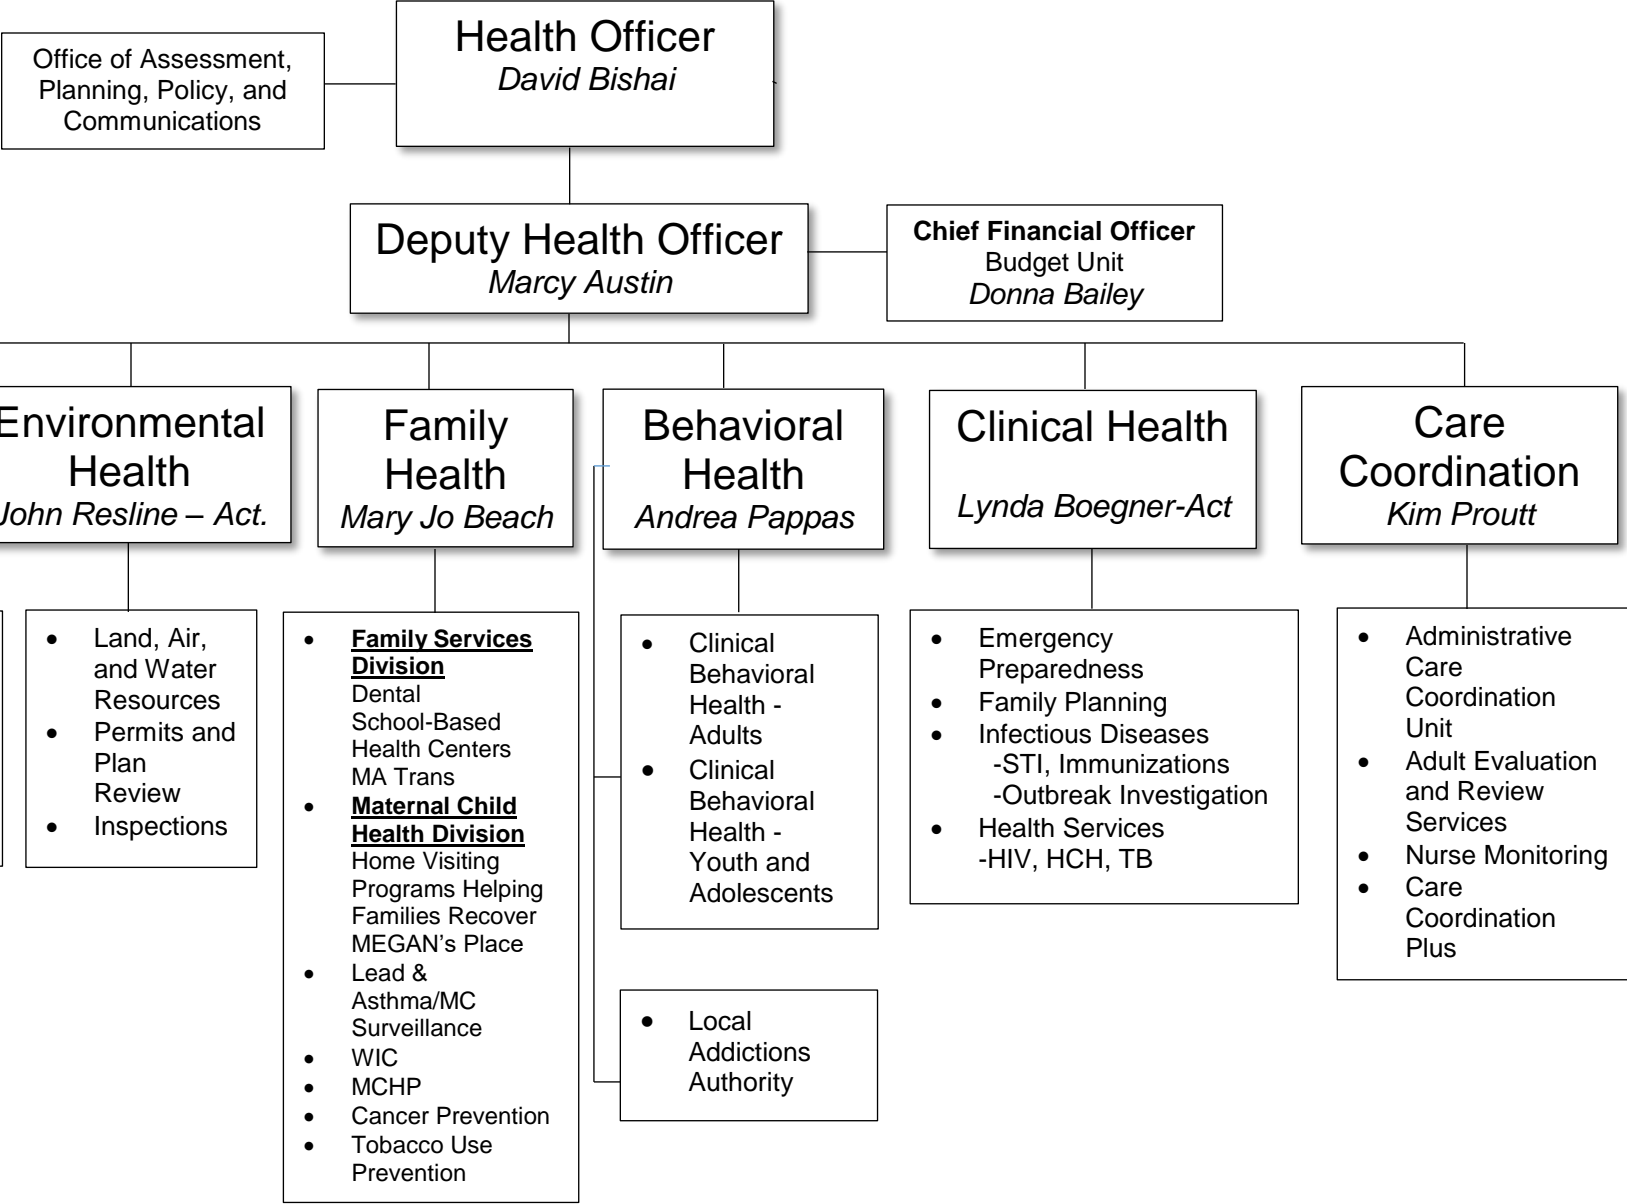 Health Officer
David Bishai
Office of Assessment,
Planning, Policy, and
Communications
Deputy Health Officer
Marcy Austin
Chief Financial Officer
Budget Unit
Donna Bailey
Environmental
Health
John Resline – Act.
Family
Health
Mary Jo Beach
Behavioral
Health
Andrea Pappas
Clinical Health
Lynda Boegner-Act
Care
Coordination
Kim Proutt
• Land, Air,
and Water
Resources
• Permits and
Plan
Review
• Inspections
• Family Services
Division
Dental
School-Based
Health Centers
MA Trans
• Maternal Child
Health Division
Home Visiting
Programs Helping
Families Recover
MEGAN's Place
• Lead &
Asthma/MC
Surveillance
• WIC
• MCHP
• Cancer Prevention
• Tobacco Use
Prevention
• Clinical
Behavioral
Health -
Adults
• Clinical
Behavioral
Health -
Youth and
Adolescents
• Local
Addictions
Authority
• Emergency
Preparedness
• Family Planning
• Infectious Diseases
-STI, Immunizations
-Outbreak Investigation
• Health Services
-HIV, HCH, TB
• Administrative
Care
Coordination
Unit
• Adult Evaluation
and Review
Services
• Nurse Monitoring
• Care
Coordination
Plus